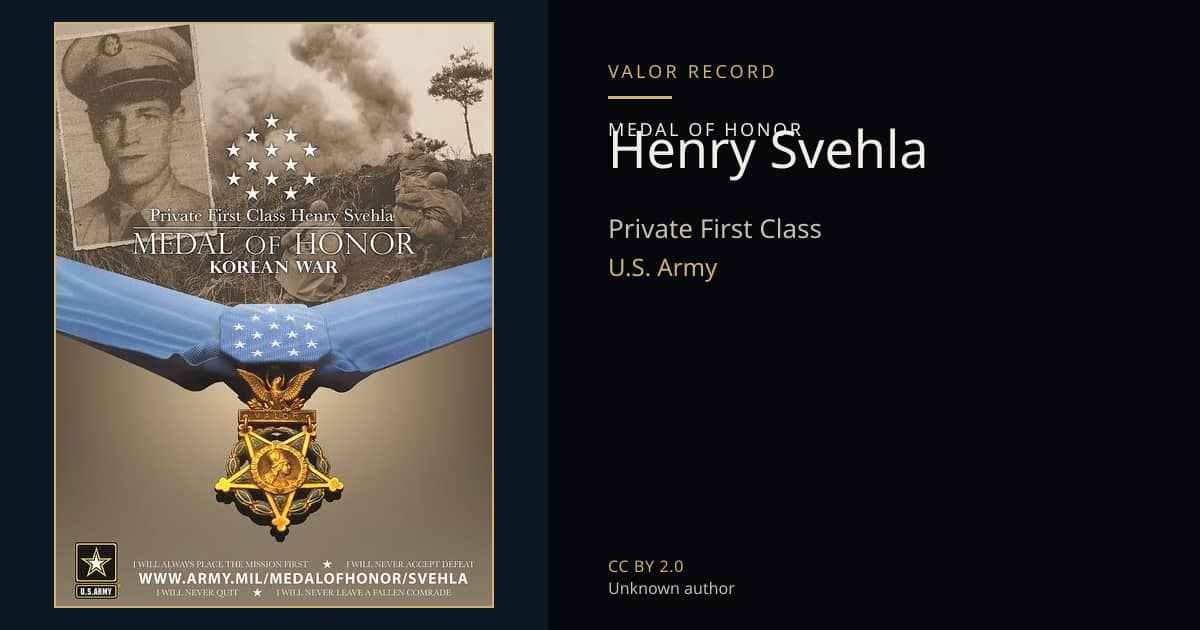 Private First Class Henry Svehla
MEDAL OF HONOR
KOREAN WAR
VALOR
I WILL ALWAYS PLACE THE MISSION FIRST ★ I WILL NEVER ACCEPT DEFEAT
WWW.ARMY.MIL/MEDALOFHONOR/SVEHLA
I WILL NEVER QUIT ★ I WILL NEVER LEAVE A FALLEN COMRADE
U.S.ARMY
VALOR RECORD
MEDAL OF HONOR
Henry Svehla
Private First Class
U.S. Army
CC BY 2.0
Unknown author